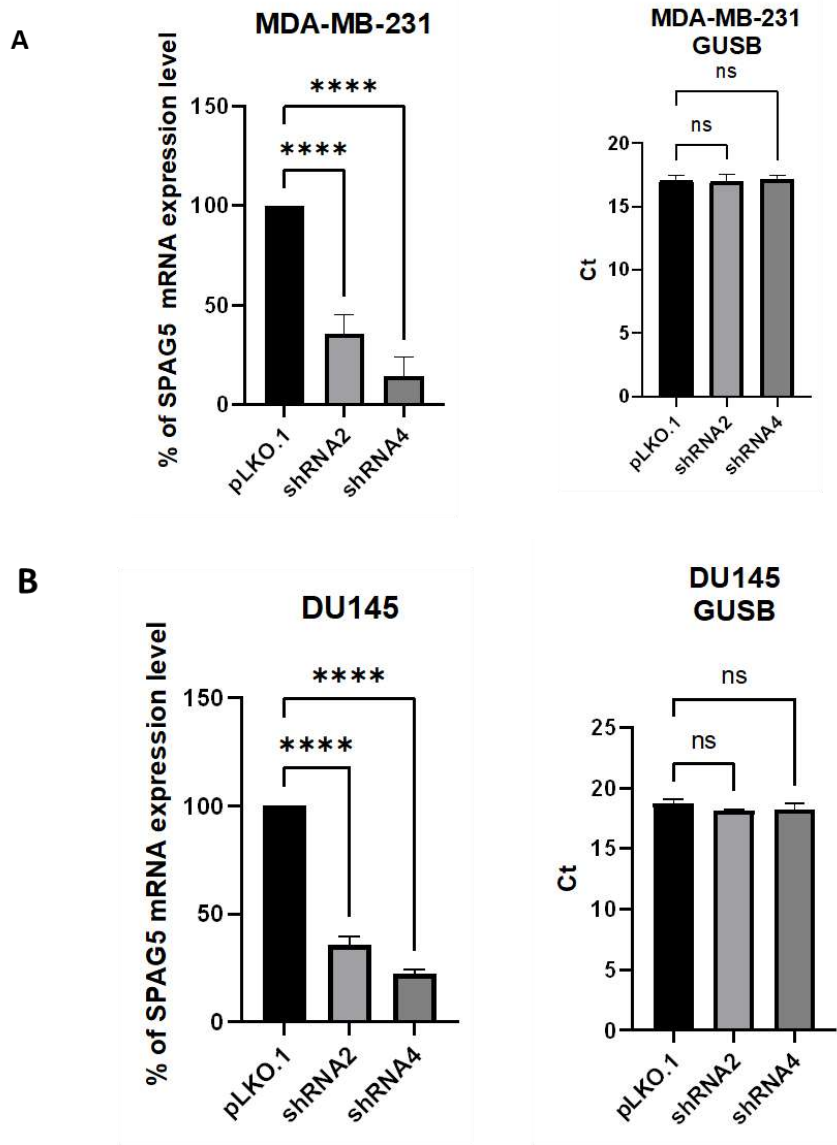 A
MDA-MB-231
% of SPAG5 mRNA expression level
150
100
50
0
****
****
pLKO.1
shRNA2
shRNA4
MDA-MB-231
GUSB
Ct
20
15
10
5
0
ns
ns
pLKO.1
shRNA2
shRNA4
B
DU145
% of SPAG5 mRNA expression level
150
100
50
0
****
****
pLKO.1
shRNA2
shRNA4
DU145
GUSB
Ct
25
20
15
10
5
0
ns
ns
pLKO.1
shRNA2
shRNA4